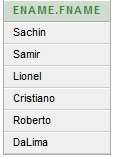 ENAME.FNAME
Sachin
Samir
Lionel
Cristiano
Roberto
DaLima